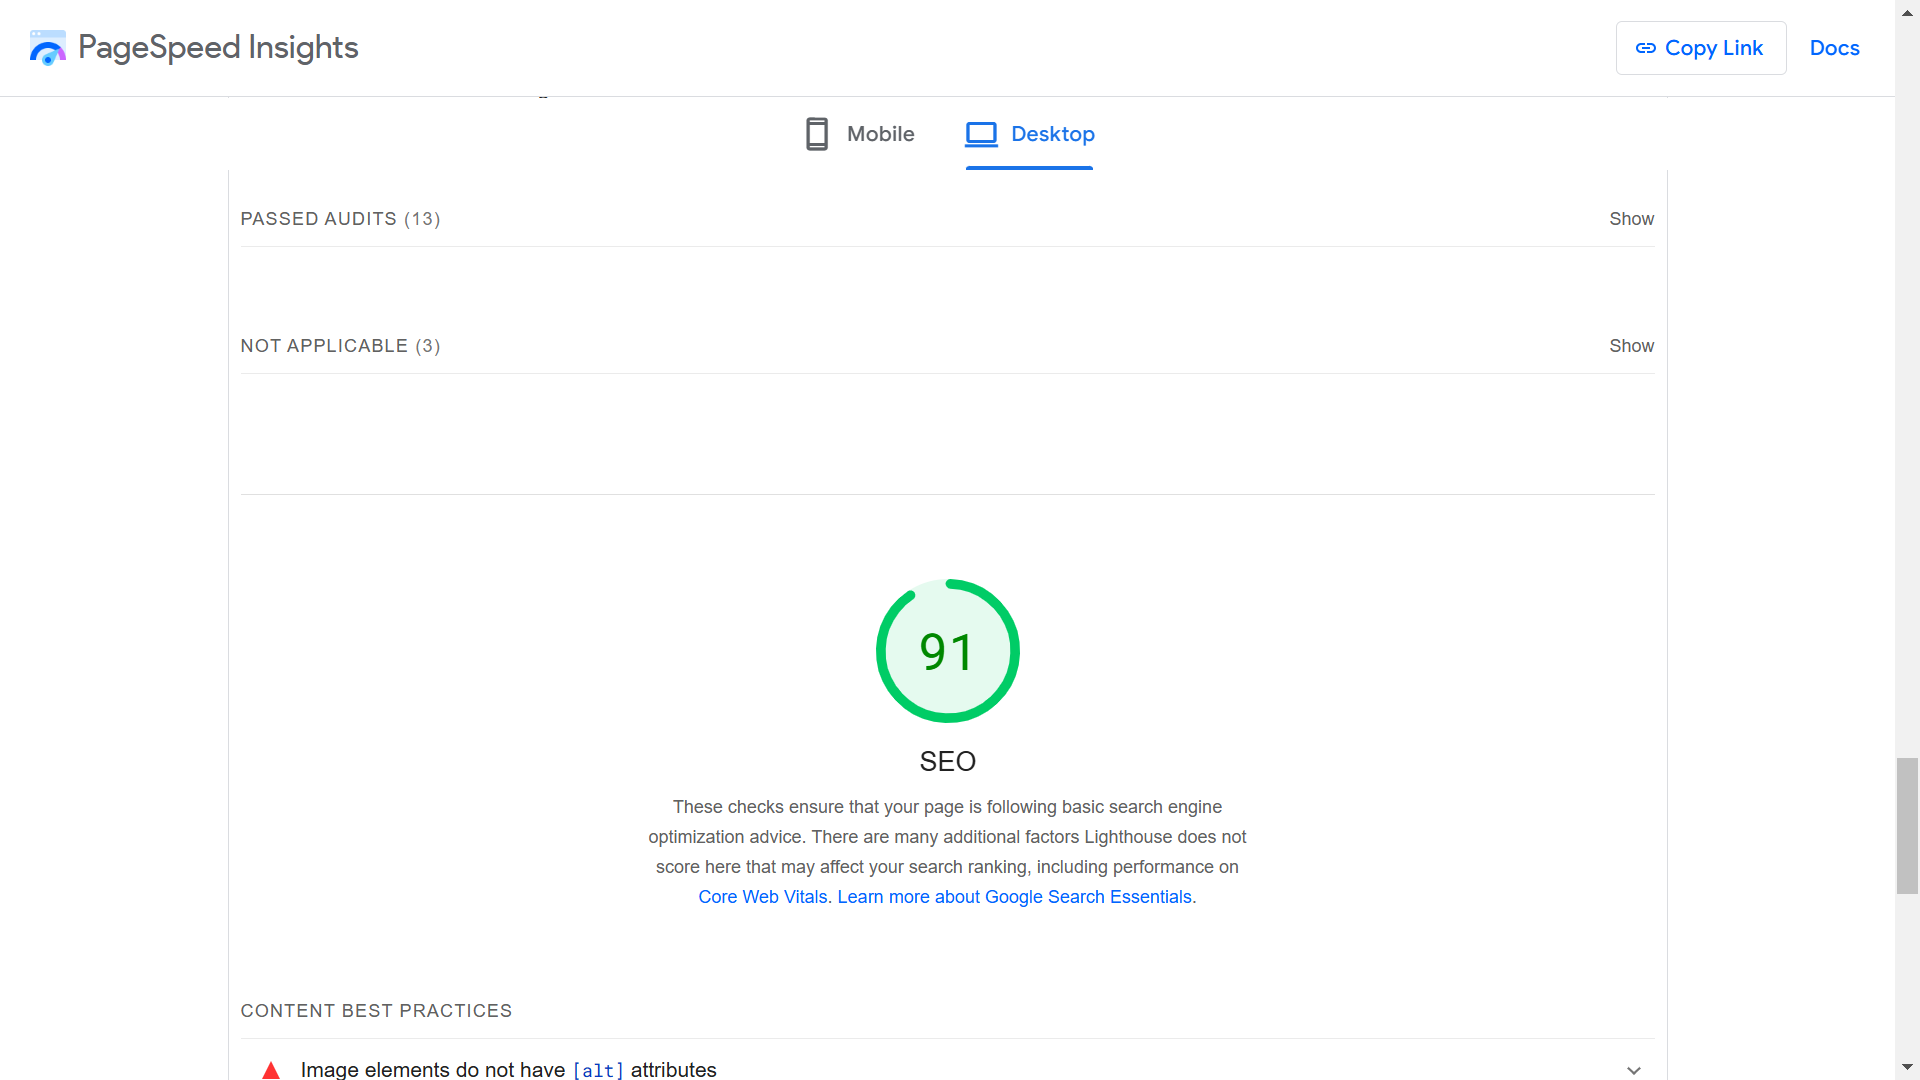 PageSpeed Insights
Copy Link
Docs
Mobile
Desktop
PASSED AUDITS (13)
Show
NOT APPLICABLE (3)
Show
91
SEO
These checks ensure that your page is following basic search engine
optimization advice. There are many additional factors Lighthouse does not
score here that may affect your search ranking, including performance on
Core Web Vitals. Learn more about Google Search Essentials.
CONTENT BEST PRACTICES
Image elements do not have [alt] attributes